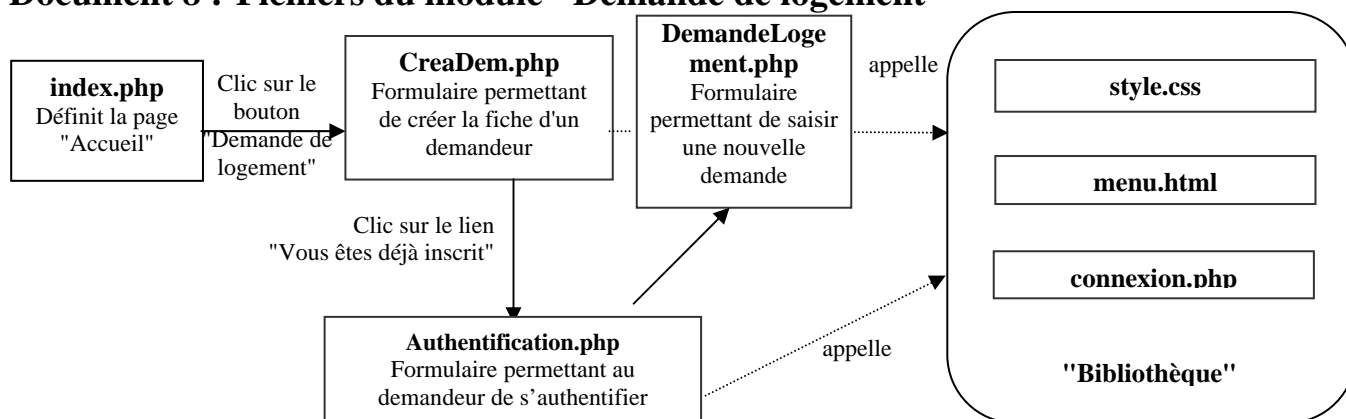 Document 8 : Fichiers du module "Demande de logement"
index.php
Définit la page
"Accueil"
Clic sur le
bouton
"Demande de
logement"
CreaDem.php
Formulaire permettant
de créer la fiche d'un
demandeur
DemandeLoge
ment.php
Formulaire
permettant de saisir
une nouvelle
demande
appelle
style.css
menu.html
connexion.php
"Bibliothèque"
Clic sur le lien
"Vous êtes déjà inscrit"
Authentification.php
Formulaire permettant au
demandeur de s’authentifier
appelle